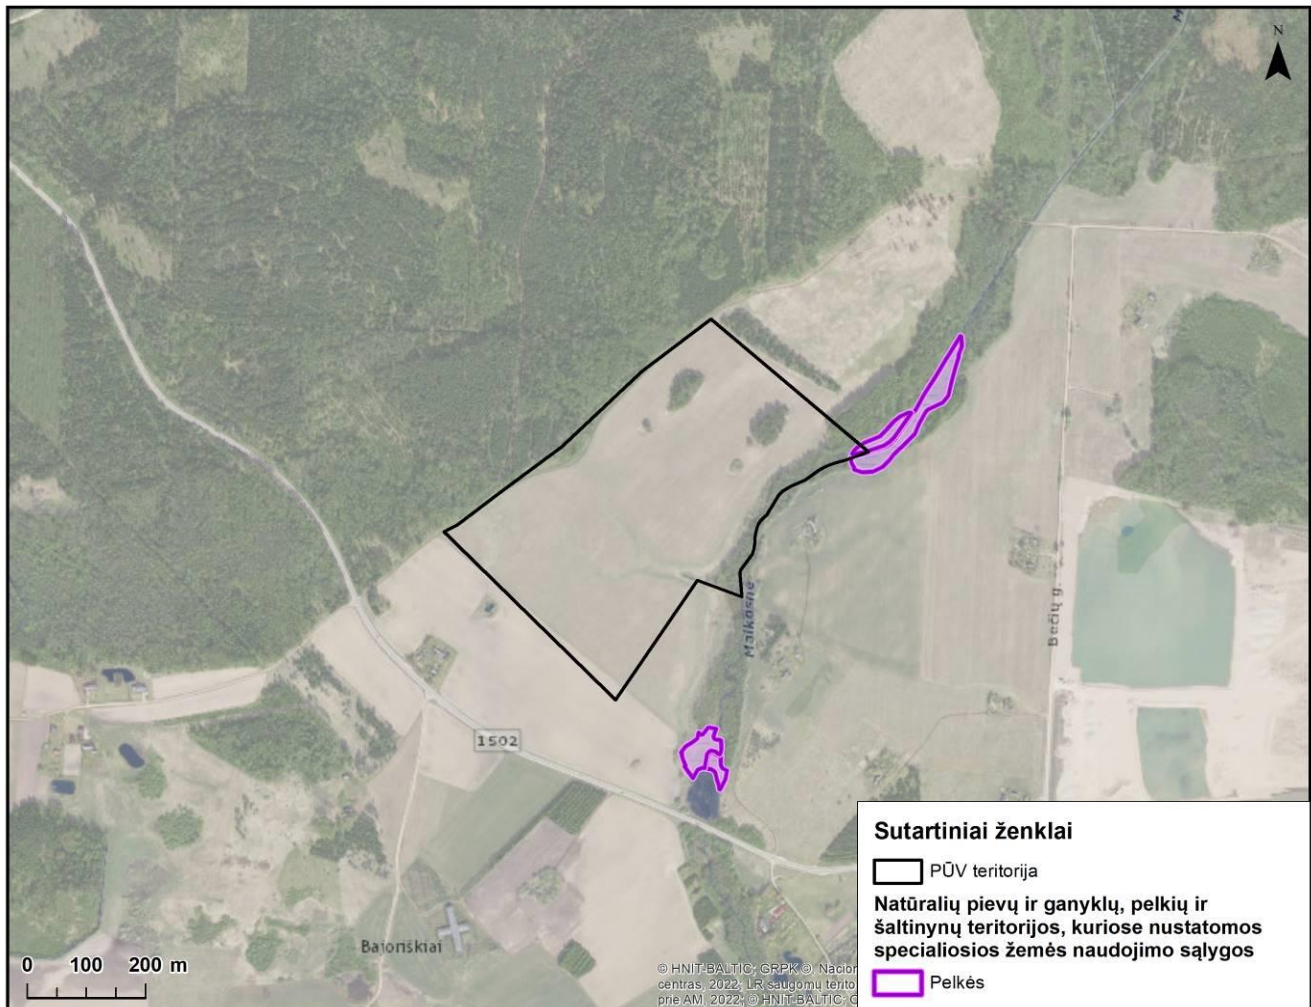 N
M
1502
Malkosnė
Bečių g.
Bajoriškiai
0 100 200 m
© HNIT-BALTIC; GRPK ©, Nacion
centras, 2022; LR saugomų terito
prie AM, 2022; © HNIT-BALTIC; G
Sutartiniai ženklai
PŪV teritorija
Natūralių pievų ir ganyklų, pelkių ir
šaltinynų teritorijos, kuriose nustatomos
specialiosios žemės naudojimo sąlygos
Pelkės